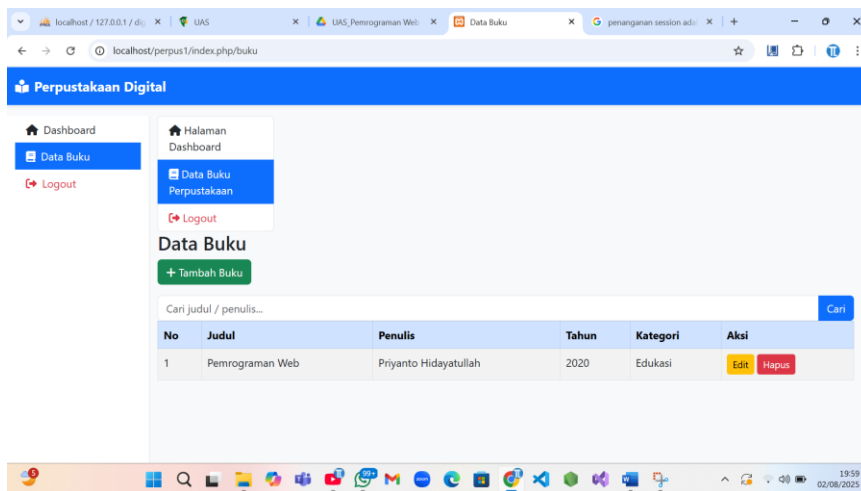 localhost / 127.0.0.1 / dig
UAS
UAS_Pemrograman Web
Data Buku
penanganan session adal
localhost/perpus1/index.php/buku
Perpustakaan Digital
Dashboard
Data Buku
Logout
Halaman
Dashboard
Data Buku
Perpustakaan
Logout
Data Buku
+ Tambah Buku
Cari judul / penulis...
Cari
No Judul Penulis Tahun Kategori Aksi
1 Pemrograman Web Priyanto Hidayatullah 2020 Edukasi Edit Hapus
5
99+
19:59
02/08/2025